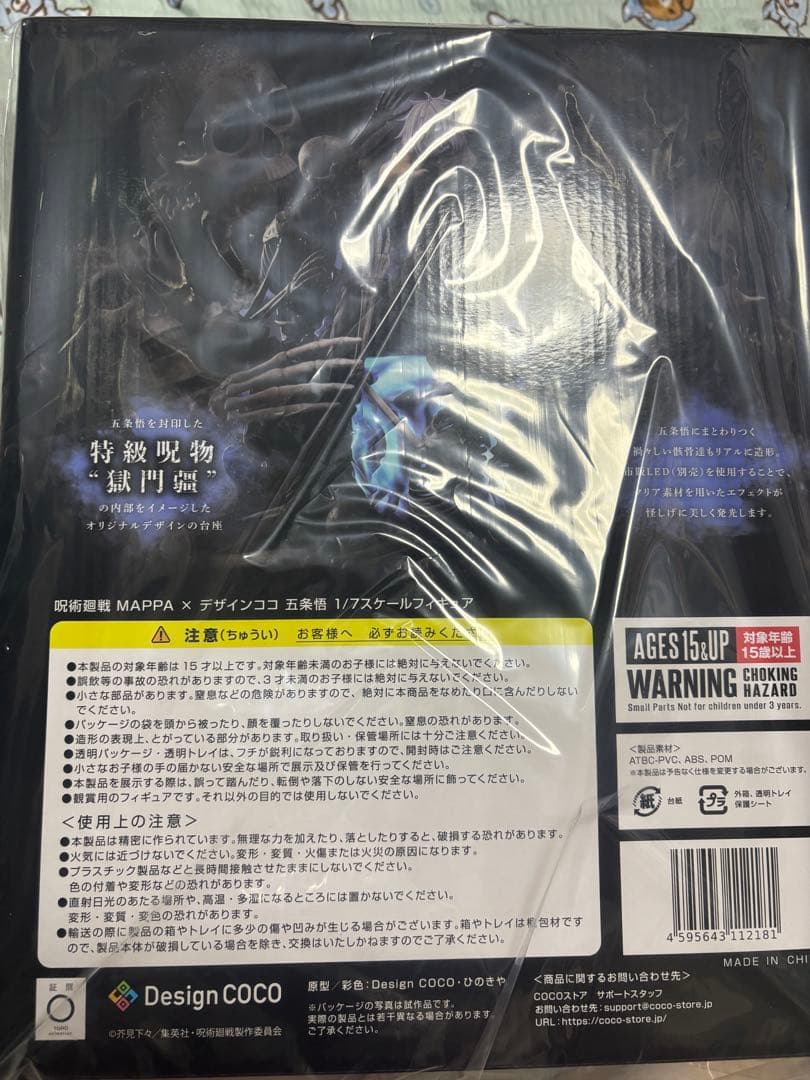 五条悟を封印した
特級呪物
“獄門疆”
の内部をイメージした
オリジナルデザインの台座
五条悟にまとわりつく
禍々しい骸骨達もリアルに造形。
市販LED(別売)を使用することで、
クリア素材を用いたエフェクトが
怪しげに美しく発光します。
呪術廻戦 MAPPA × デザインココ 五条悟 1/7スケールフィギュア
注意(ちゅうい) お客様へ 必ずお読みください
●本製品の対象年齢は15才以上です。対象年齢未満のお子様には絶対に与えないでください。
●誤飲等の事故の恐れがありますので、3才未満のお子様には絶対に与えないでください。
●小さな部品があります。窒息などの危険がありますので、絶対に本商品をなめたり口に含んだりしない
でください。
●パッケージの袋を頭から被ったり、顔を覆ったりしないでください。窒息の恐れがあります。
●造形の表現上、とがっている部分があります。取り扱い・保管場所には十分ご注意ください。
●透明パッケージ・透明トレイは、フチが鋭利になっておりますので、開封時はご注意ください。
●小さなお子様の手の届かない安全な場所で展示及び保管を行ってください。
●本製品を展示する際は、誤って踏んだり、転倒や落下のしない安全な場所に飾ってください。
●観賞用のフィギュアです。それ以外の目的では使用しないでください。
<使用上の注意>
●本製品は精密に作られています。無理な力を加えたり、落としたりすると、破損する恐れがあります。
●火気には近づけないでください。変形・変質・火傷または火災の原因になります。
●プラスチック製品などと長時間接触させたままにしないでください。
色の付着や変形などの恐れがあります。
●直射日光のあたる場所や、高温・多湿になるところには置かないでください。
変形・変質・変色の恐れがあります。
●輸送の際に製品の箱やトレイに多少の傷や凹みが生じる場合がございます。箱やトレイは梱包材です
ので、製品本体が破損している場合を除き、交換はいたしかねますのでご了承ください。
AGES15&UP
対象年齢
15歳以上
WARNING CHOKING
HAZARD
Small Parts Not for children under 3 years.
<製品素材>
ATBC-PVC, ABS, POM
※本製品は予告なく仕様を変更する場合がございます。
紙 台紙
プラ 外箱、透明トレイ
保護シート
4 595643 112181
MADE IN CHI
証票
TOHO
Design COCO
©芥見下々/集英社・呪術廻戦製作委員会
原型/彩色:Design COCO・ひのきや
※パッケージの写真は試作品です。
実際の製品とは若干異なる場合があります。
ご了承ください。
<商品に関するお問い合わせ先>
COCOストア サポートスタッフ
お問い合わせ先:support@coco-store.jp
URL:https://coco-store.jp/